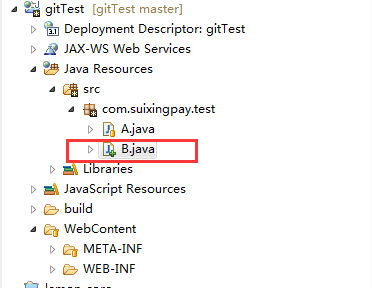 gitTest [gitTest master]
Deployment Descriptor: gitTest
JAX-WS Web Services
Java Resources
src
com.suixingpay.test
A.java
B.java
Libraries
JavaScript Resources
build
WebContent
META-INF
WEB-INF